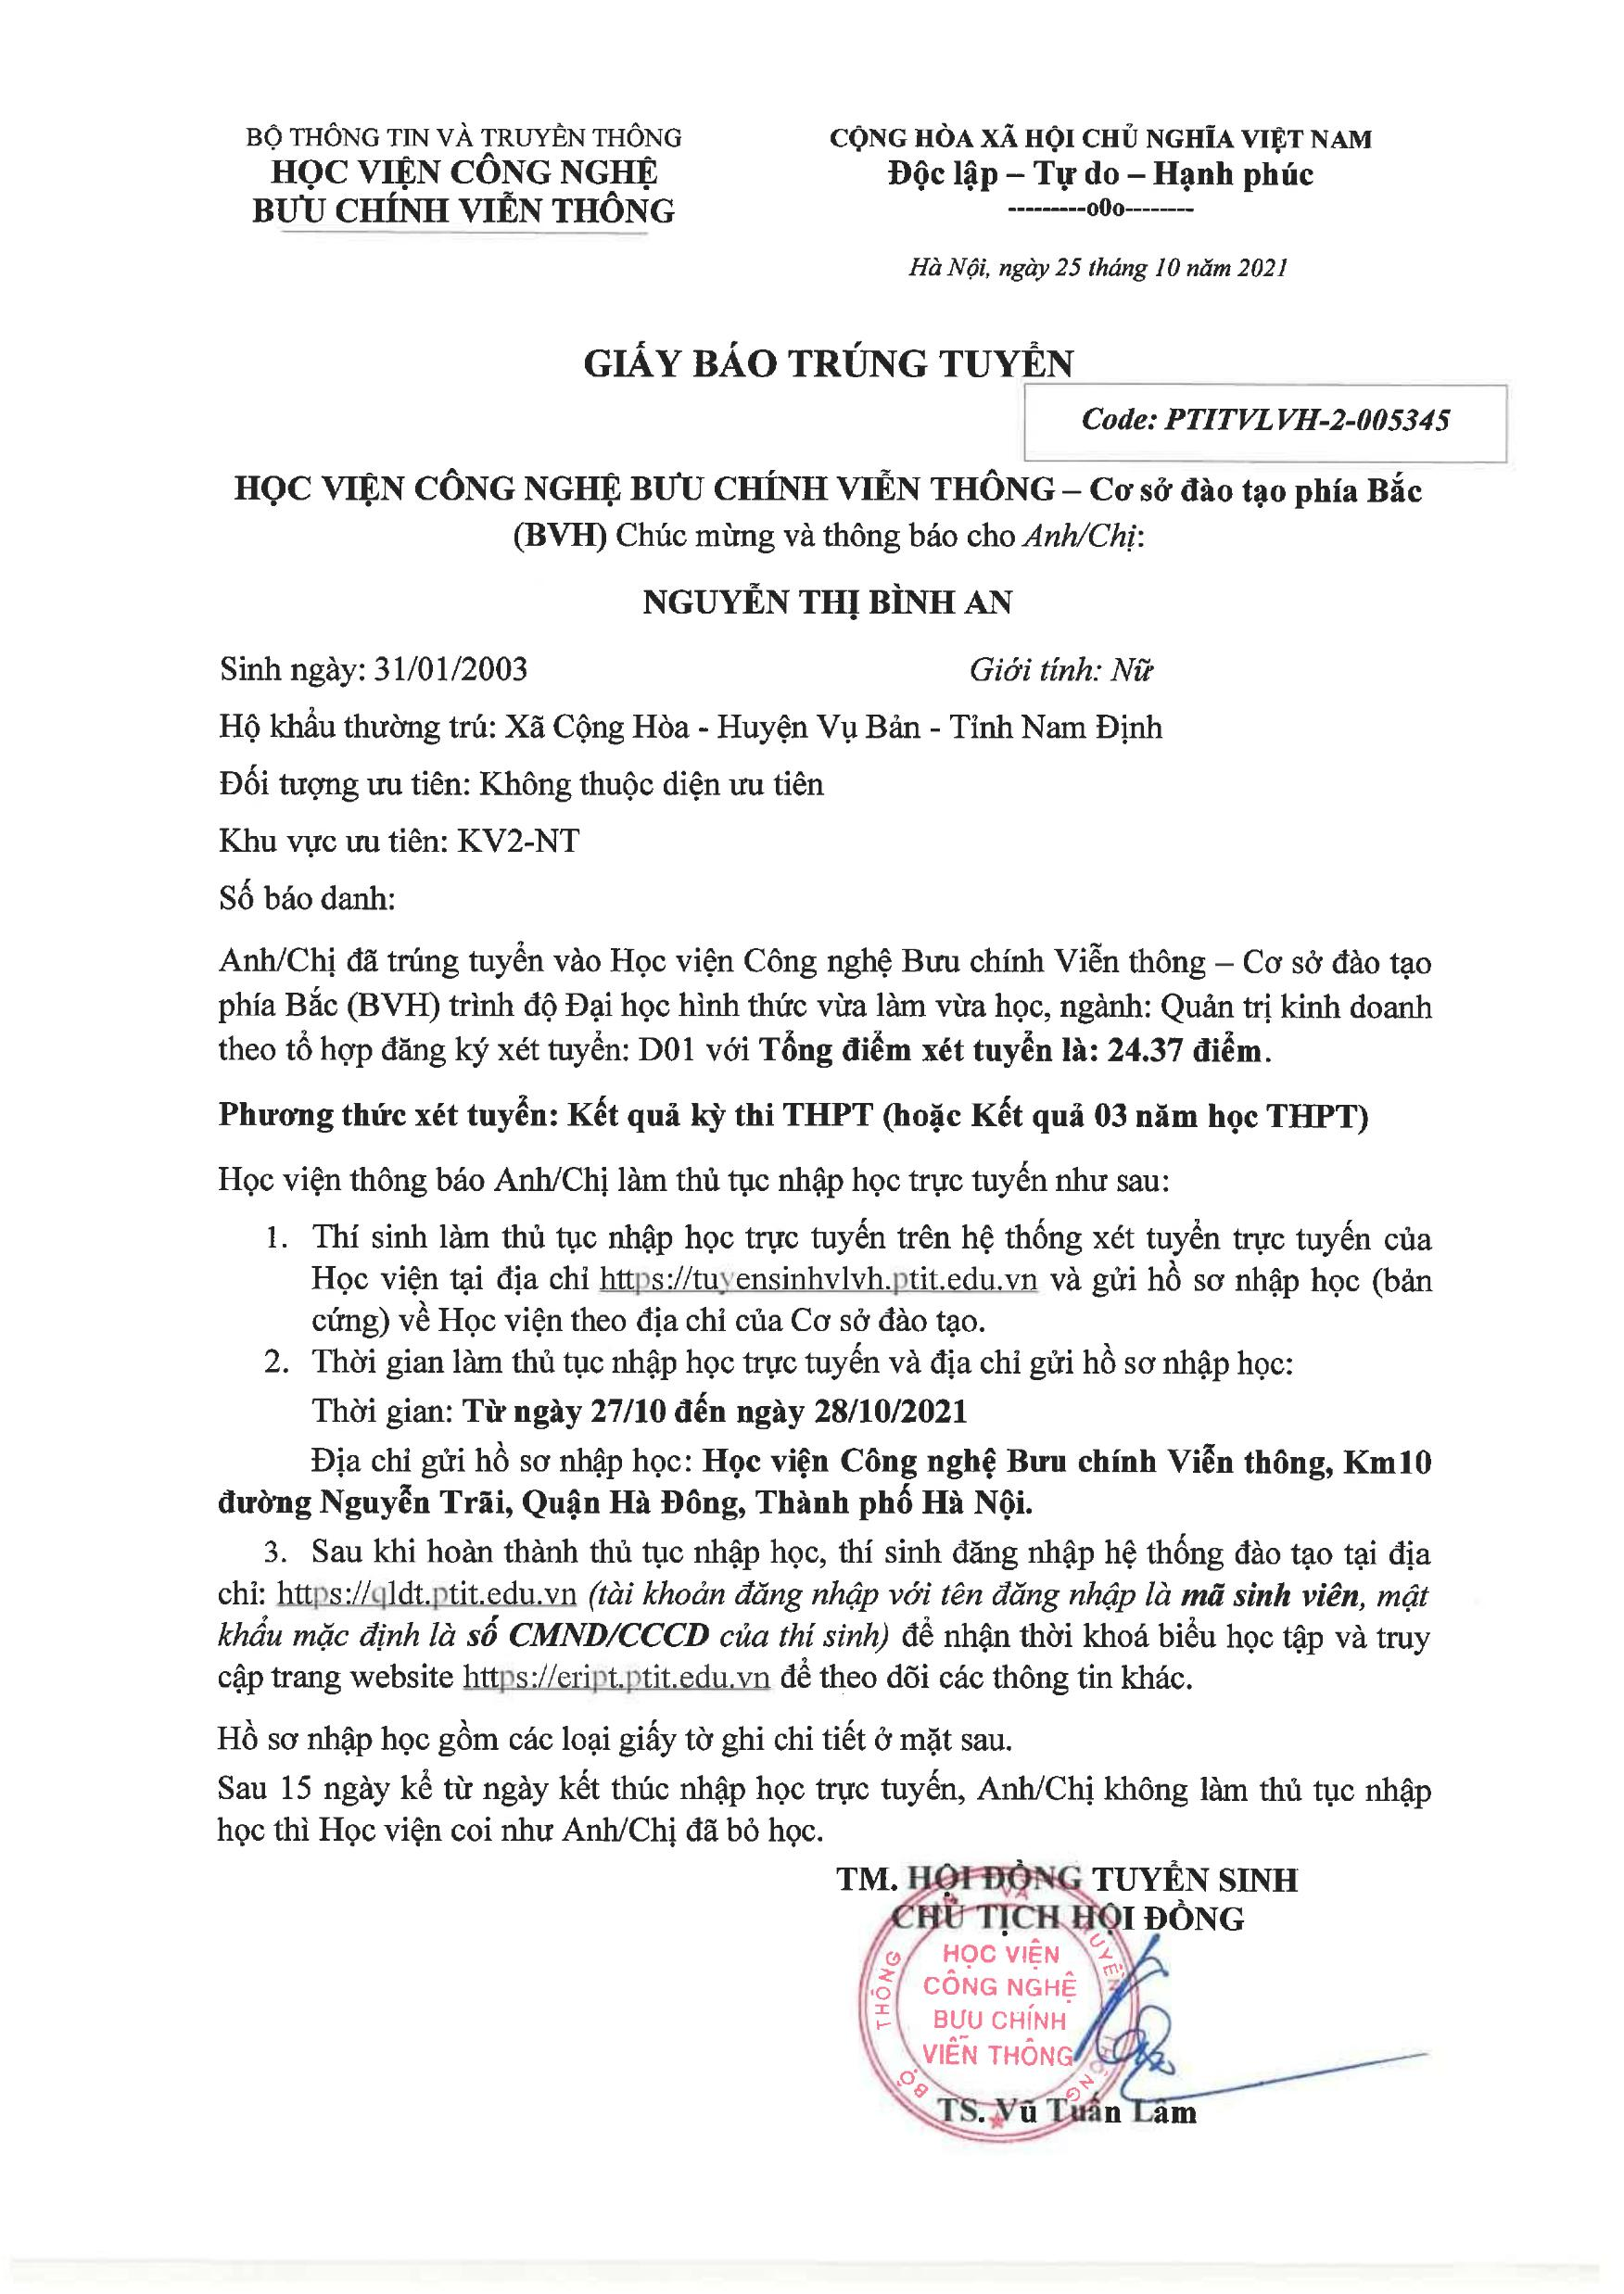 BỘ THÔNG TIN VÀ TRUYỀN THÔNG
HỌC VIỆN CÔNG NGHỆ
BƯU CHÍNH VIỄN THÔNG
CỘNG HÒA XÃ HỘI CHỦ NGHĨA VIỆT NAM
Độc lập – Tự do – Hạnh phúc
---------o0o--------
Hà Nội, ngày 25 tháng 10 năm 2021
GIẤY BÁO TRÚNG TUYỂN
Code: PTITVLVH-2-005345
HỌC VIỆN CÔNG NGHỆ BƯU CHÍNH VIỄN THÔNG – Cơ sở đào tạo phía Bắc
(BVH) Chúc mừng và thông báo cho Anh/Chị:
NGUYỄN THỊ BÌNH AN
Sinh ngày: 31/01/2003 Giới tính: Nữ
Hộ khẩu thường trú: Xã Cộng Hòa - Huyện Vụ Bản - Tỉnh Nam Định
Đối tượng ưu tiên: Không thuộc diện ưu tiên
Khu vực ưu tiên: KV2-NT
Số báo danh:
Anh/Chị đã trúng tuyển vào Học viện Công nghệ Bưu chính Viễn thông – Cơ sở đào tạo
phía Bắc (BVH) trình độ Đại học hình thức vừa làm vừa học, ngành: Quản trị kinh doanh
theo tổ hợp đăng ký xét tuyển: D01 với Tổng điểm xét tuyển là: 24.37 điểm.
Phương thức xét tuyển: Kết quả kỳ thi THPT (hoặc Kết quả 03 năm học THPT)
Học viện thông báo Anh/Chị làm thủ tục nhập học trực tuyến như sau:
1. Thí sinh làm thủ tục nhập học trực tuyến trên hệ thống xét tuyển trực tuyến của
Học viện tại địa chỉ https://tuyensinhvlvh.ptit.edu.vn và gửi hồ sơ nhập học (bản
cứng) về Học viện theo địa chỉ của Cơ sở đào tạo.
2. Thời gian làm thủ tục nhập học trực tuyến và địa chỉ gửi hồ sơ nhập học:
Thời gian: Từ ngày 27/10 đến ngày 28/10/2021
Địa chỉ gửi hồ sơ nhập học: Học viện Công nghệ Bưu chính Viễn thông, Km10
đường Nguyễn Trãi, Quận Hà Đông, Thành phố Hà Nội.
3. Sau khi hoàn thành thủ tục nhập học, thí sinh đăng nhập hệ thống đào tạo tại địa
chỉ: https://qldt.ptit.edu.vn (tài khoản đăng nhập với tên đăng nhập là mã sinh viên, mật
khẩu mặc định là số CMND/CCCD của thí sinh) để nhận thời khoá biểu học tập và truy
cập trang website https://eript.ptit.edu.vn để theo dõi các thông tin khác.
Hồ sơ nhập học gồm các loại giấy tờ ghi chi tiết ở mặt sau.
Sau 15 ngày kể từ ngày kết thúc nhập học trực tuyến, Anh/Chị không làm thủ tục nhập
học thì Học viện coi như Anh/Chị đã bỏ học.
TM. HỘI ĐỒNG TUYỂN SINH
CHỦ TỊCH HỘI ĐỒNG
BỘ THÔNG VÀ TRUYỀN THÔNG
HỌC VIỆN
CÔNG NGHỆ
BƯU CHÍNH
VIỄN THÔNG
TS. Vũ Tuấn Lâm